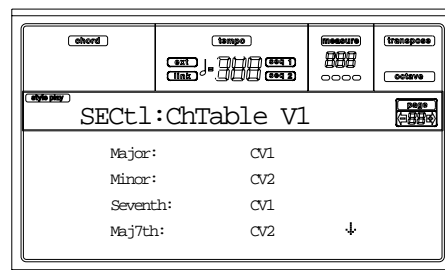 chord tempo measure transpose
ext seq 1
link seq 2
octave
style play page
SECtl:ChTable V1
Major: CV1
Minor: CV2
Seventh: CV1
Maj7th: CV2